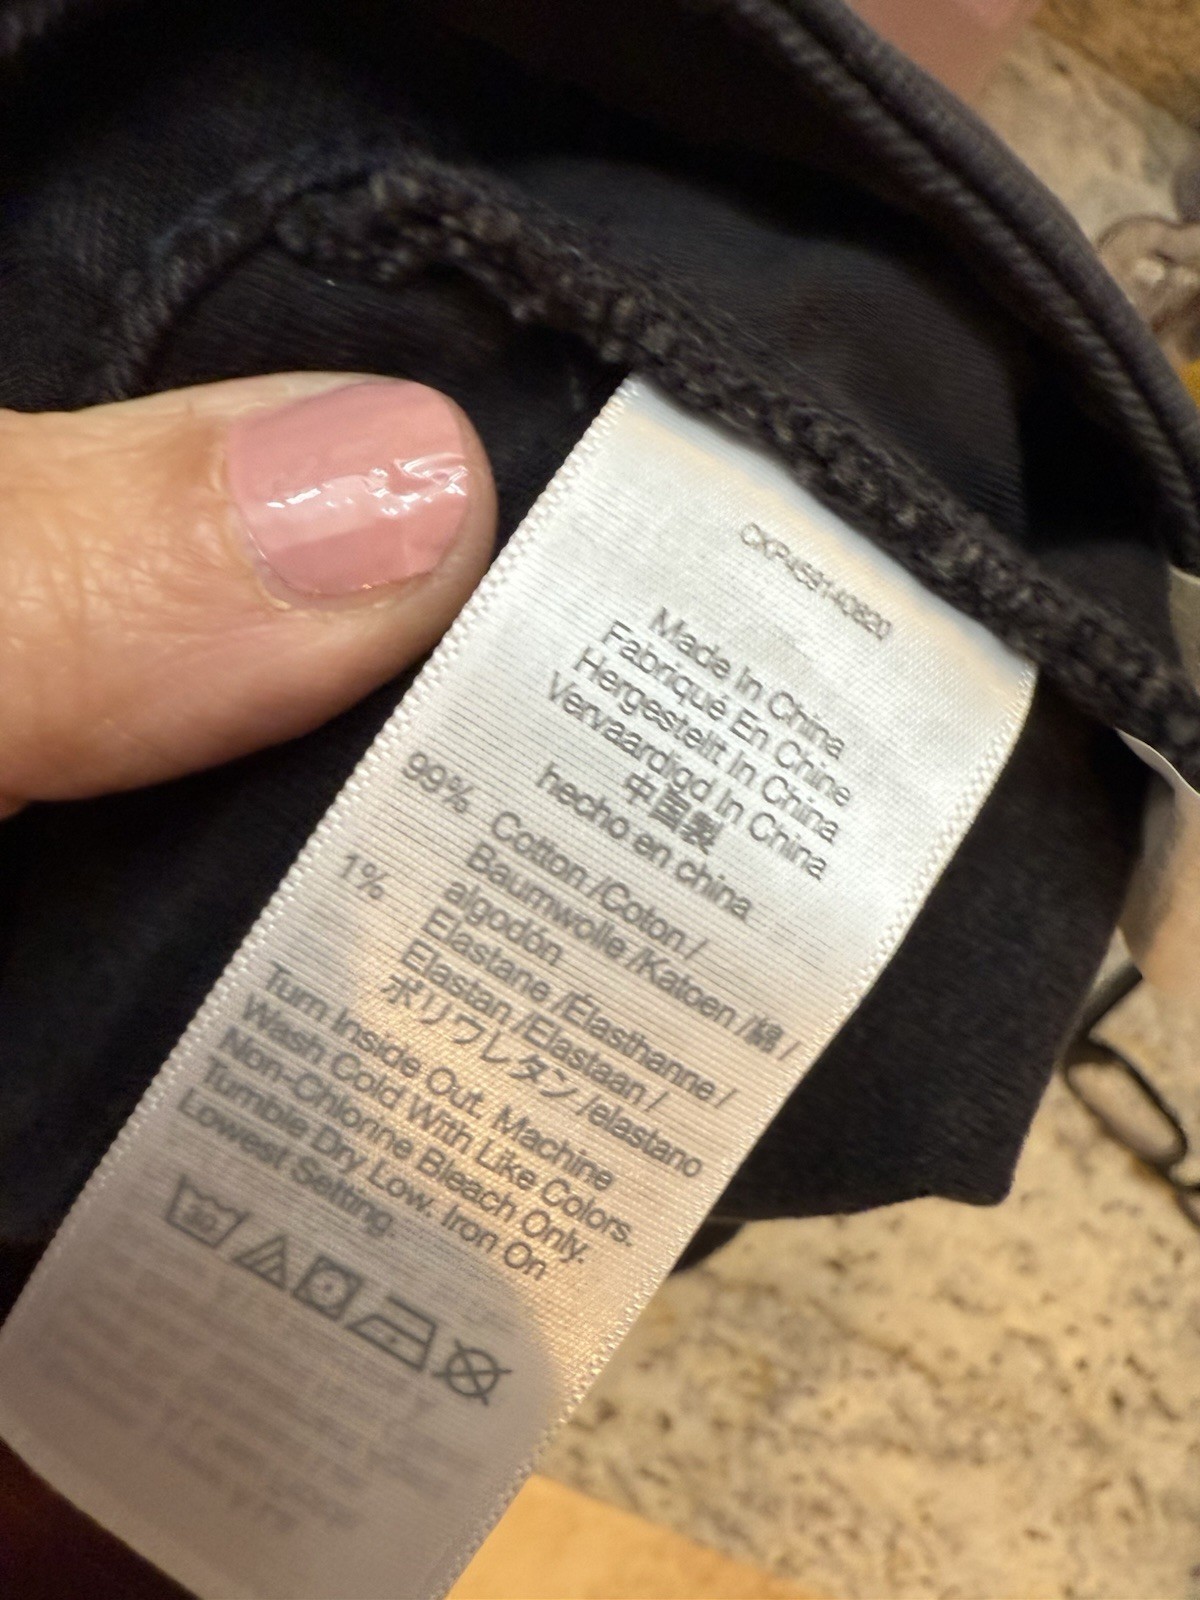 Made In China
Fabriqué En Chine
Hergestellt In China
Vervaardigd In China
中国製
hecho en china
99% Cotton /Coton /
Baumwolle /Katoen /綿 /
algodón
1% Elastane /Élasthanne /
Elastan /Elastaan /
ポリウレタン /elastano
Turn Inside Out. Machine
Wash Cold With Like Colors.
Non-Chlorine Bleach Only.
Tumble Dry Low. Iron On
Lowest Setting.
30